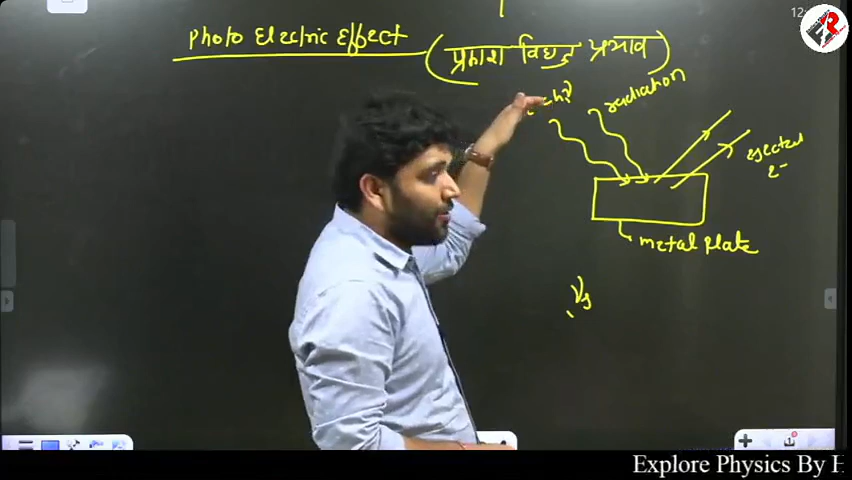 Photo Electric Effect (प्रकाश विद्युत प्रभाव)
radiation
ejected
e-
metal plate
Explore Physics By